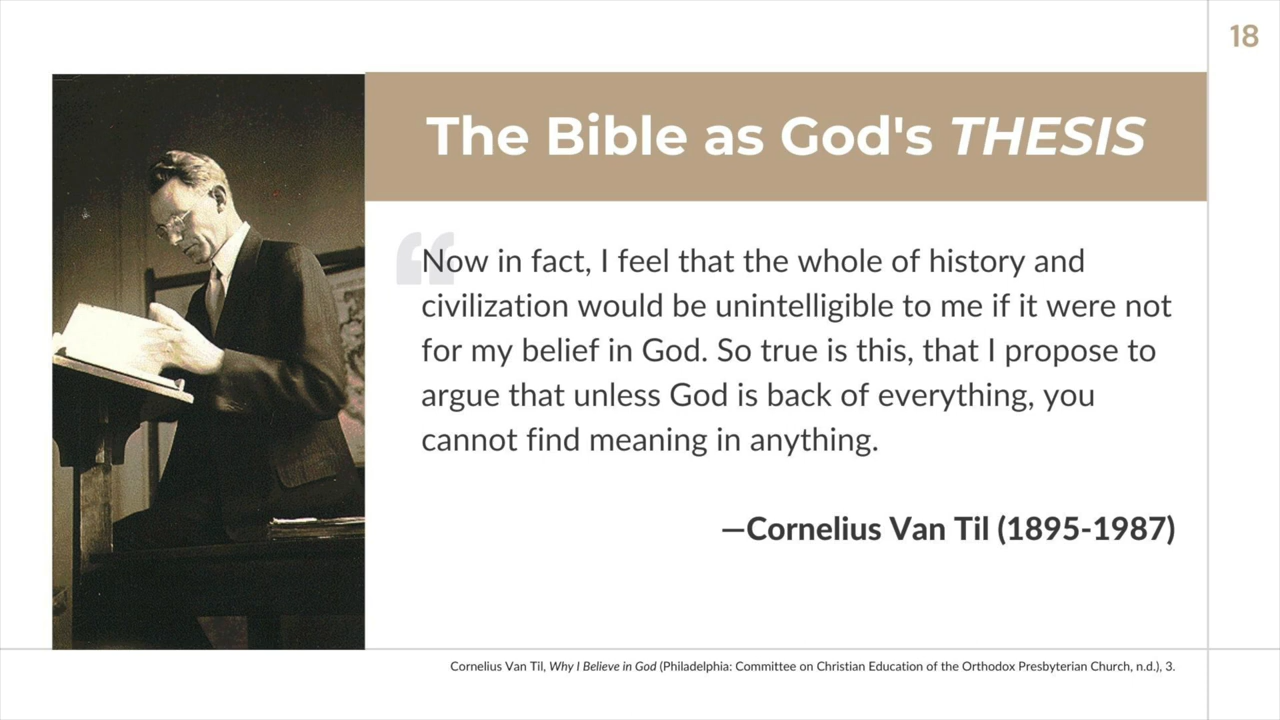 18
The Bible as God's THESIS
“
Now in fact, I feel that the whole of history and
civilization would be unintelligible to me if it were not
for my belief in God. So true is this, that I propose to
argue that unless God is back of everything, you
cannot find meaning in anything.
—Cornelius Van Til (1895-1987)
Cornelius Van Til, Why I Believe in God (Philadelphia: Committee on Christian Education of the Orthodox Presbyterian Church, n.d.), 3.